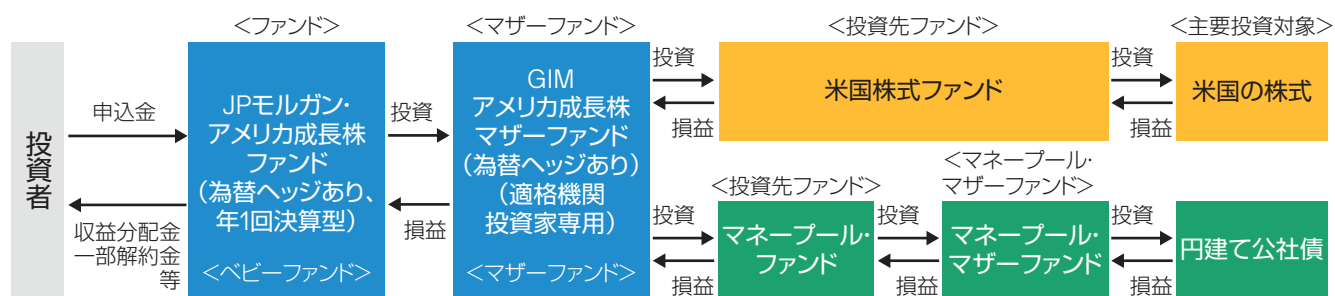 <ファンド>
<マザーファンド>
<投資先ファンド>
<主要投資対象>
投資者
申込金
収益分配金
一部解約金
等
JPモルガン・
アメリカ成長株
ファンド
(為替ヘッジあり、
年1回決算型)
<ベビーファンド>
投資
損益
GIM
アメリカ成長株
マザーファンド
(為替ヘッジあり)
(適格機関
投資家専用)
<マザーファンド>
投資
損益
米国株式ファンド
投資
損益
米国の株式
<投資先ファンド>
<マネープール・
マザーファンド>
投資
損益
マネープール・
ファンド
投資
損益
マネープール・
マザーファンド
投資
損益
円建て公社債